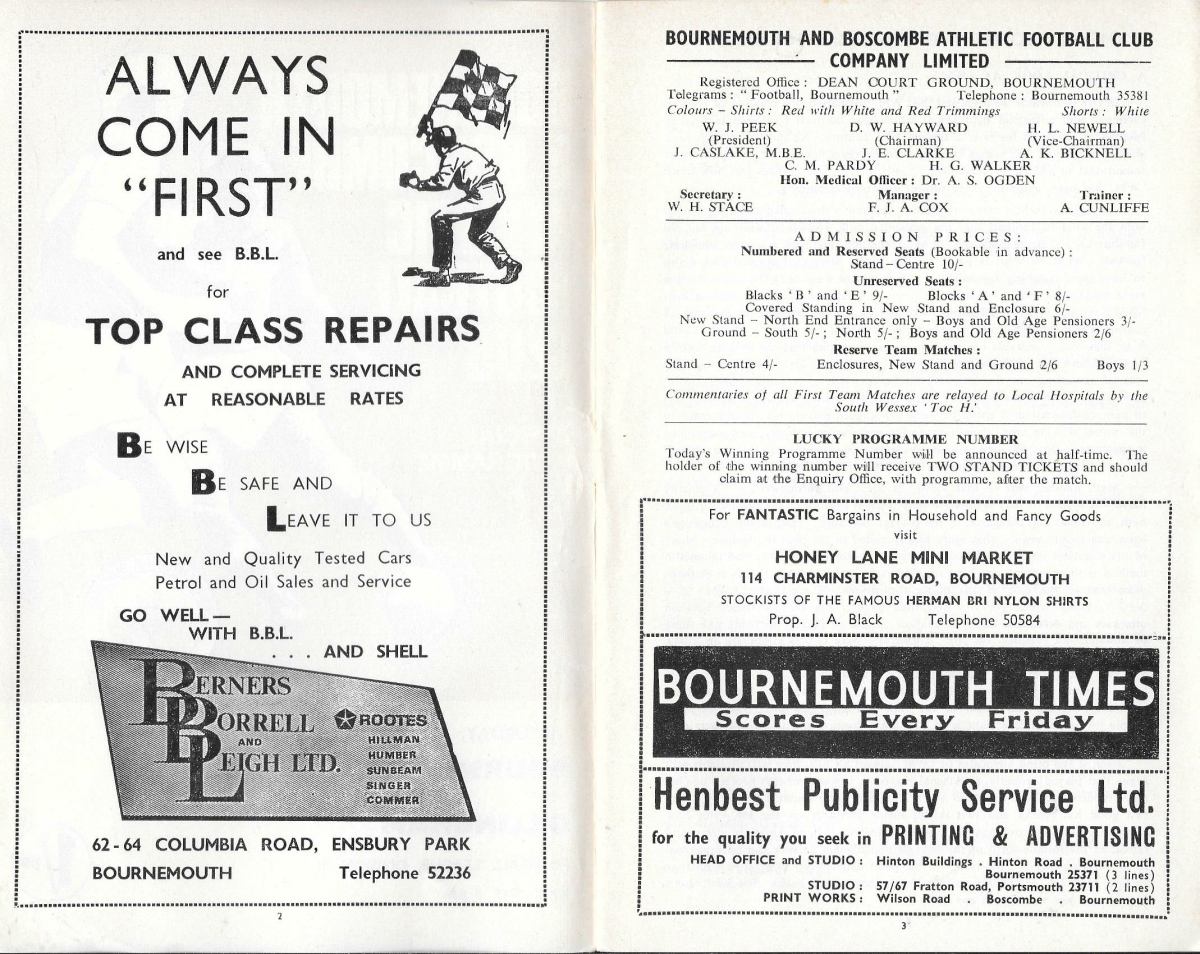 ALWAYS
COME IN
“FIRST”
and see B.B.L.
for
TOP CLASS REPAIRS
AND COMPLETE SERVICING
AT REASONABLE RATES
BE WISE
BE SAFE AND
LEAVE IT TO US
New and Quality Tested Cars
Petrol and Oil Sales and Service
GO WELL —
WITH B.B.L.
. . . AND SHELL
BERNERS
BORRELL
AND
LEIGH LTD.
ROOTES
HILLMAN
HUMBER
SUNBEAM
SINGER
COMMER
62-64 COLUMBIA ROAD, ENSBURY PARK
BOURNEMOUTH Telephone 52236
2
BOURNEMOUTH AND BOSCOMBE ATHLETIC FOOTBALL CLUB
COMPANY LIMITED
Registered Office : DEAN COURT GROUND, BOURNEMOUTH
Telegrams : “ Football, Bournemouth ” Telephone : Bournemouth 35381
Colours – Shirts : Red with White and Red Trimmings Shorts : White
W. J. PEEK D. W. HAYWARD H. L. NEWELL
(President) (Chairman) (Vice-Chairman)
J. CASLAKE, M.B.E. J. E. CLARKE A. K. BICKNELL
C. M. PARDY H. G. WALKER
Hon. Medical Officer : Dr. A. S. OGDEN
Secretary : Manager : Trainer :
W. H. STACE F. J. A. COX A. CUNLIFFE
ADMISSION PRICES :
Numbered and Reserved Seats (Bookable in advance) :
Stand – Centre 10/-
Unreserved Seats :
Blacks ‘ B ’ and ‘ E ’ 9/- Blocks ‘ A ’ and ‘ F ’ 8/-
Covered Standing in New Stand and Enclosure 6/-
New Stand – North End Entrance only – Boys and Old Age Pensioners 3/-
Ground – South 5/- ; North 5/- ; Boys and Old Age Pensioners 2/6
Reserve Team Matches :
Stand – Centre 4/- Enclosures, New Stand and Ground 2/6 Boys 1/3
Commentaries of all First Team Matches are relayed to Local Hospitals by the
South Wessex ‘ Toc H.’
LUCKY PROGRAMME NUMBER
Today's Winning Programme Number will be announced at half-time. The
holder of the winning number will receive TWO STAND TICKETS and should
claim at the Enquiry Office, with programme, after the match.
For FANTASTIC Bargains in Household and Fancy Goods
visit
HONEY LANE MINI MARKET
114 CHARMINSTER ROAD, BOURNEMOUTH
STOCKISTS OF THE FAMOUS HERMAN BRI NYLON SHIRTS
Prop. J. A. Black Telephone 50584
BOURNEMOUTH TIMES
Scores Every Friday
Henbest Publicity Service Ltd.
for the quality you seek in PRINTING & ADVERTISING
HEAD OFFICE and STUDIO : Hinton Buildings . Hinton Road . Bournemouth
Bournemouth 25371 (3 lines)
STUDIO : 57/67 Fratton Road, Portsmouth 23711 (2 lines)
PRINT WORKS : Wilson Road . Boscombe . Bournemouth
3